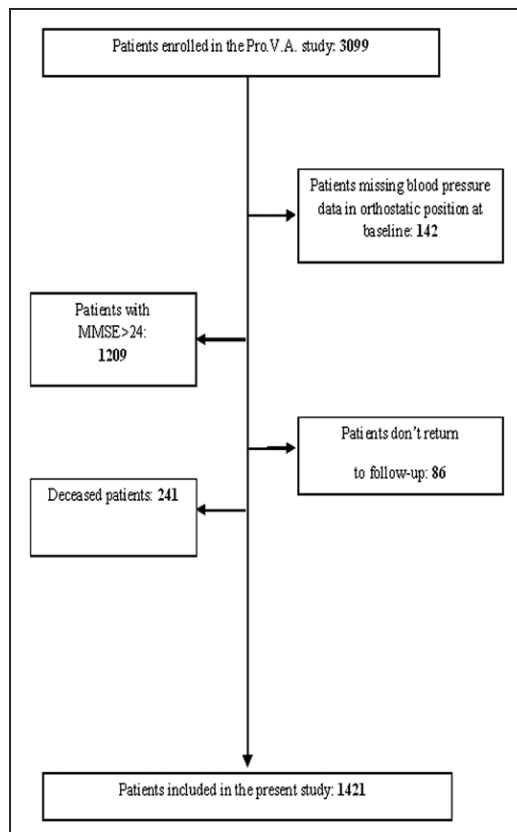 Patients enrolled in the Pro.V.A. study: 3099
Patients missing blood pressure
data in orthostatic position at
baseline: 142
Patients with
MMSE>24:
1209
Patients don't return
to follow-up: 86
Deceased patients: 241
Patients included in the present study: 1421